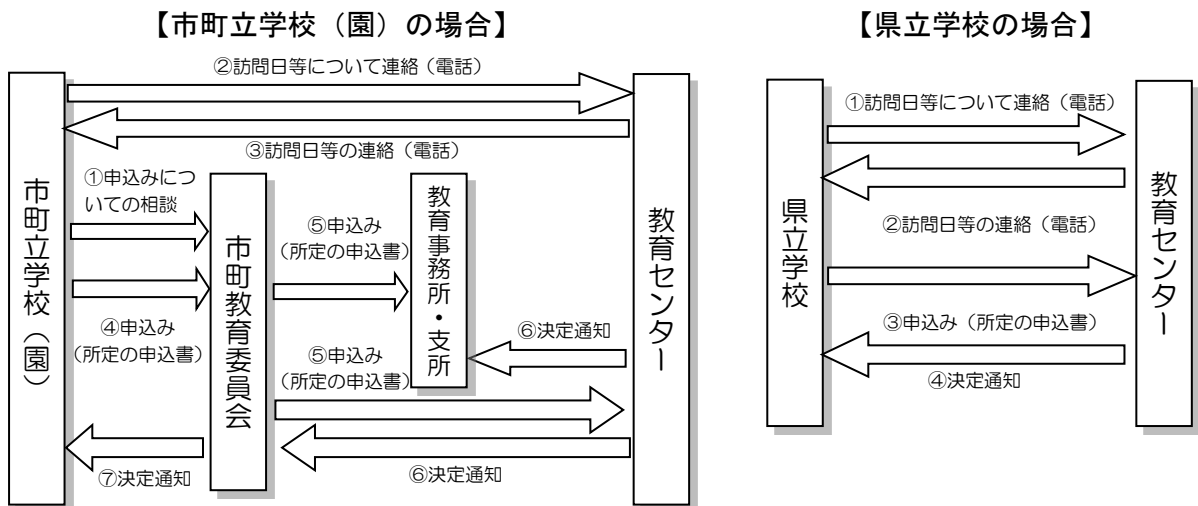 【市町立学校（園）の場合】
②訪問日等について連絡（電話）
③訪問日等の連絡（電話）
市町立学校（園）
①申込みにつ
いての相談
④申込み
（所定の申込書）
⑦決定通知
市町教育委員会
⑤申込み
（所定の申込書）
⑤申込み
（所定の申込書）
教育事務所・支所
⑥決定通知
⑥決定通知
教育センター
【県立学校の場合】
県立学校
①訪問日等について連絡（電話）
②訪問日等の連絡（電話）
③申込み（所定の申込書）
④決定通知
教育センター